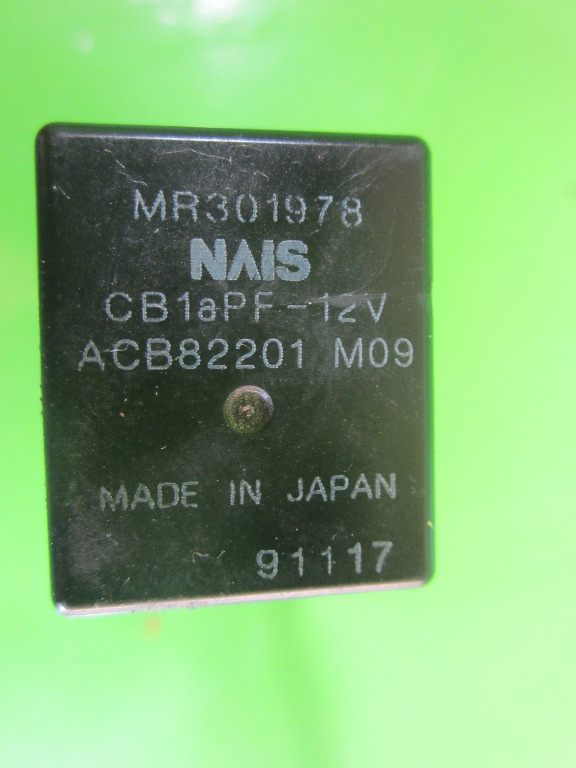 MR301978
NAIS
CB1aPF-12V
ACB82201 M09
MADE IN JAPAN
91117